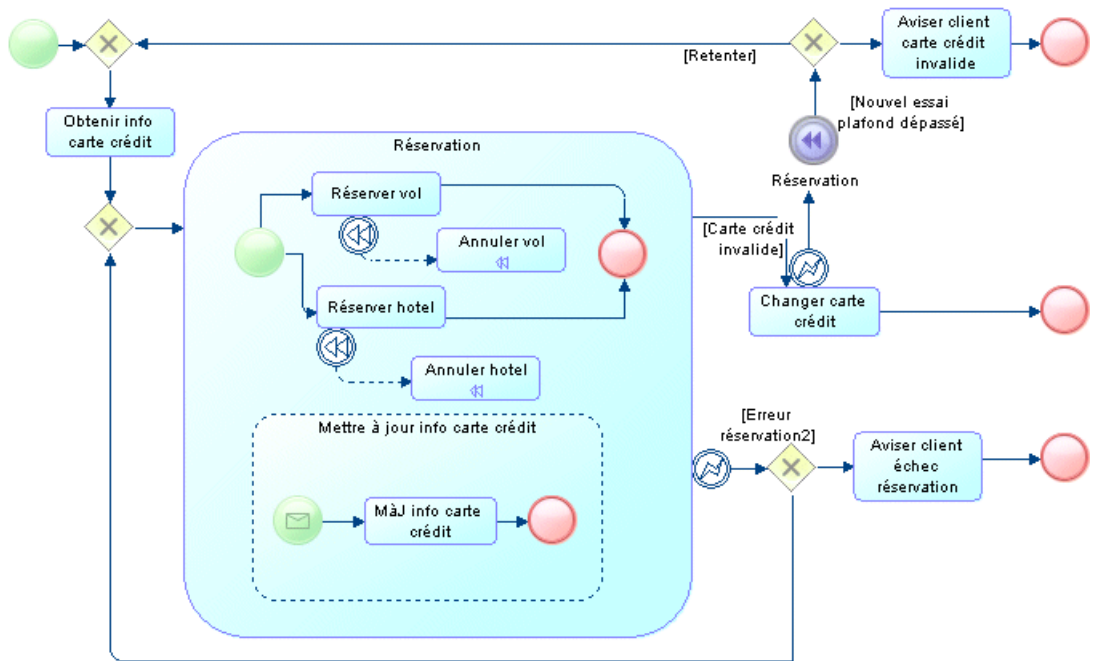 Aviser client
carte crédit
invalide
[Retenter]
[Nouvel essai
plafond dépassé]
Obtenir info
carte crédit
Réservation
Réservation
Réserver vol
Annuler vol
[Carte crédit
invalide]
Réserver hotel
Changer carte
crédit
Annuler hotel
Mettre à jour info carte crédit
[Erreur
réservation2]
Aviser client
échec
réservation
MàJ info carte
crédit